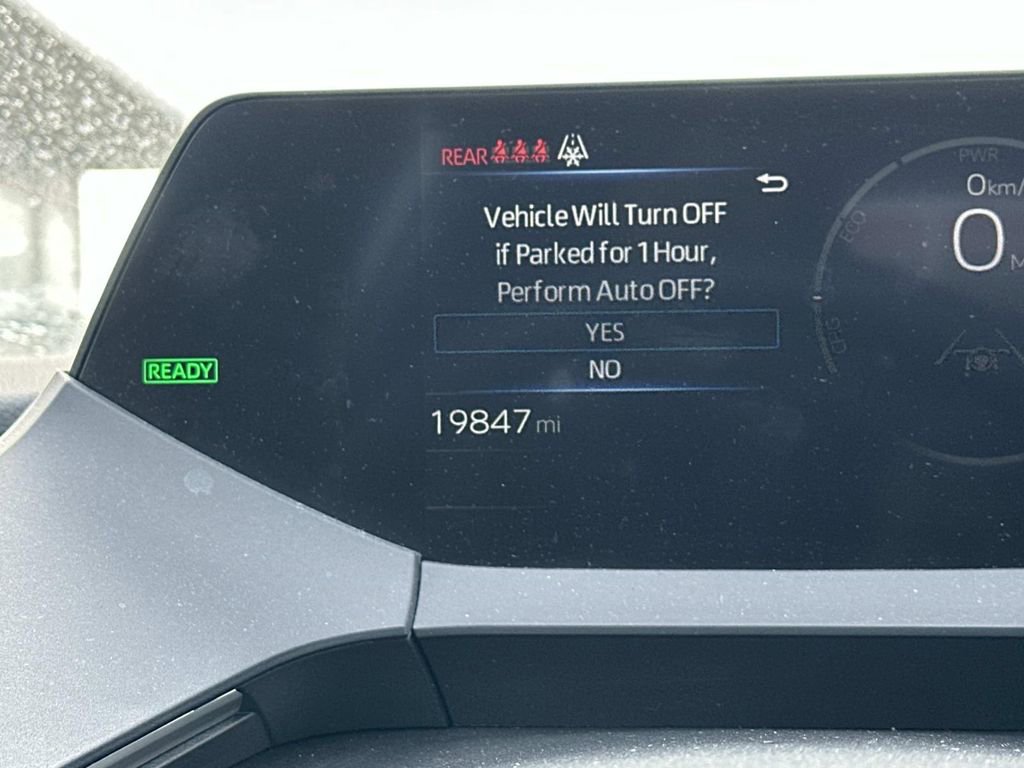 REAR
Vehicle Will Turn OFF
if Parked for 1 Hour,
Perform Auto OFF?
YES
NO
READY
19847 mi
PWR
0 km/
ECO
0 M
CHG